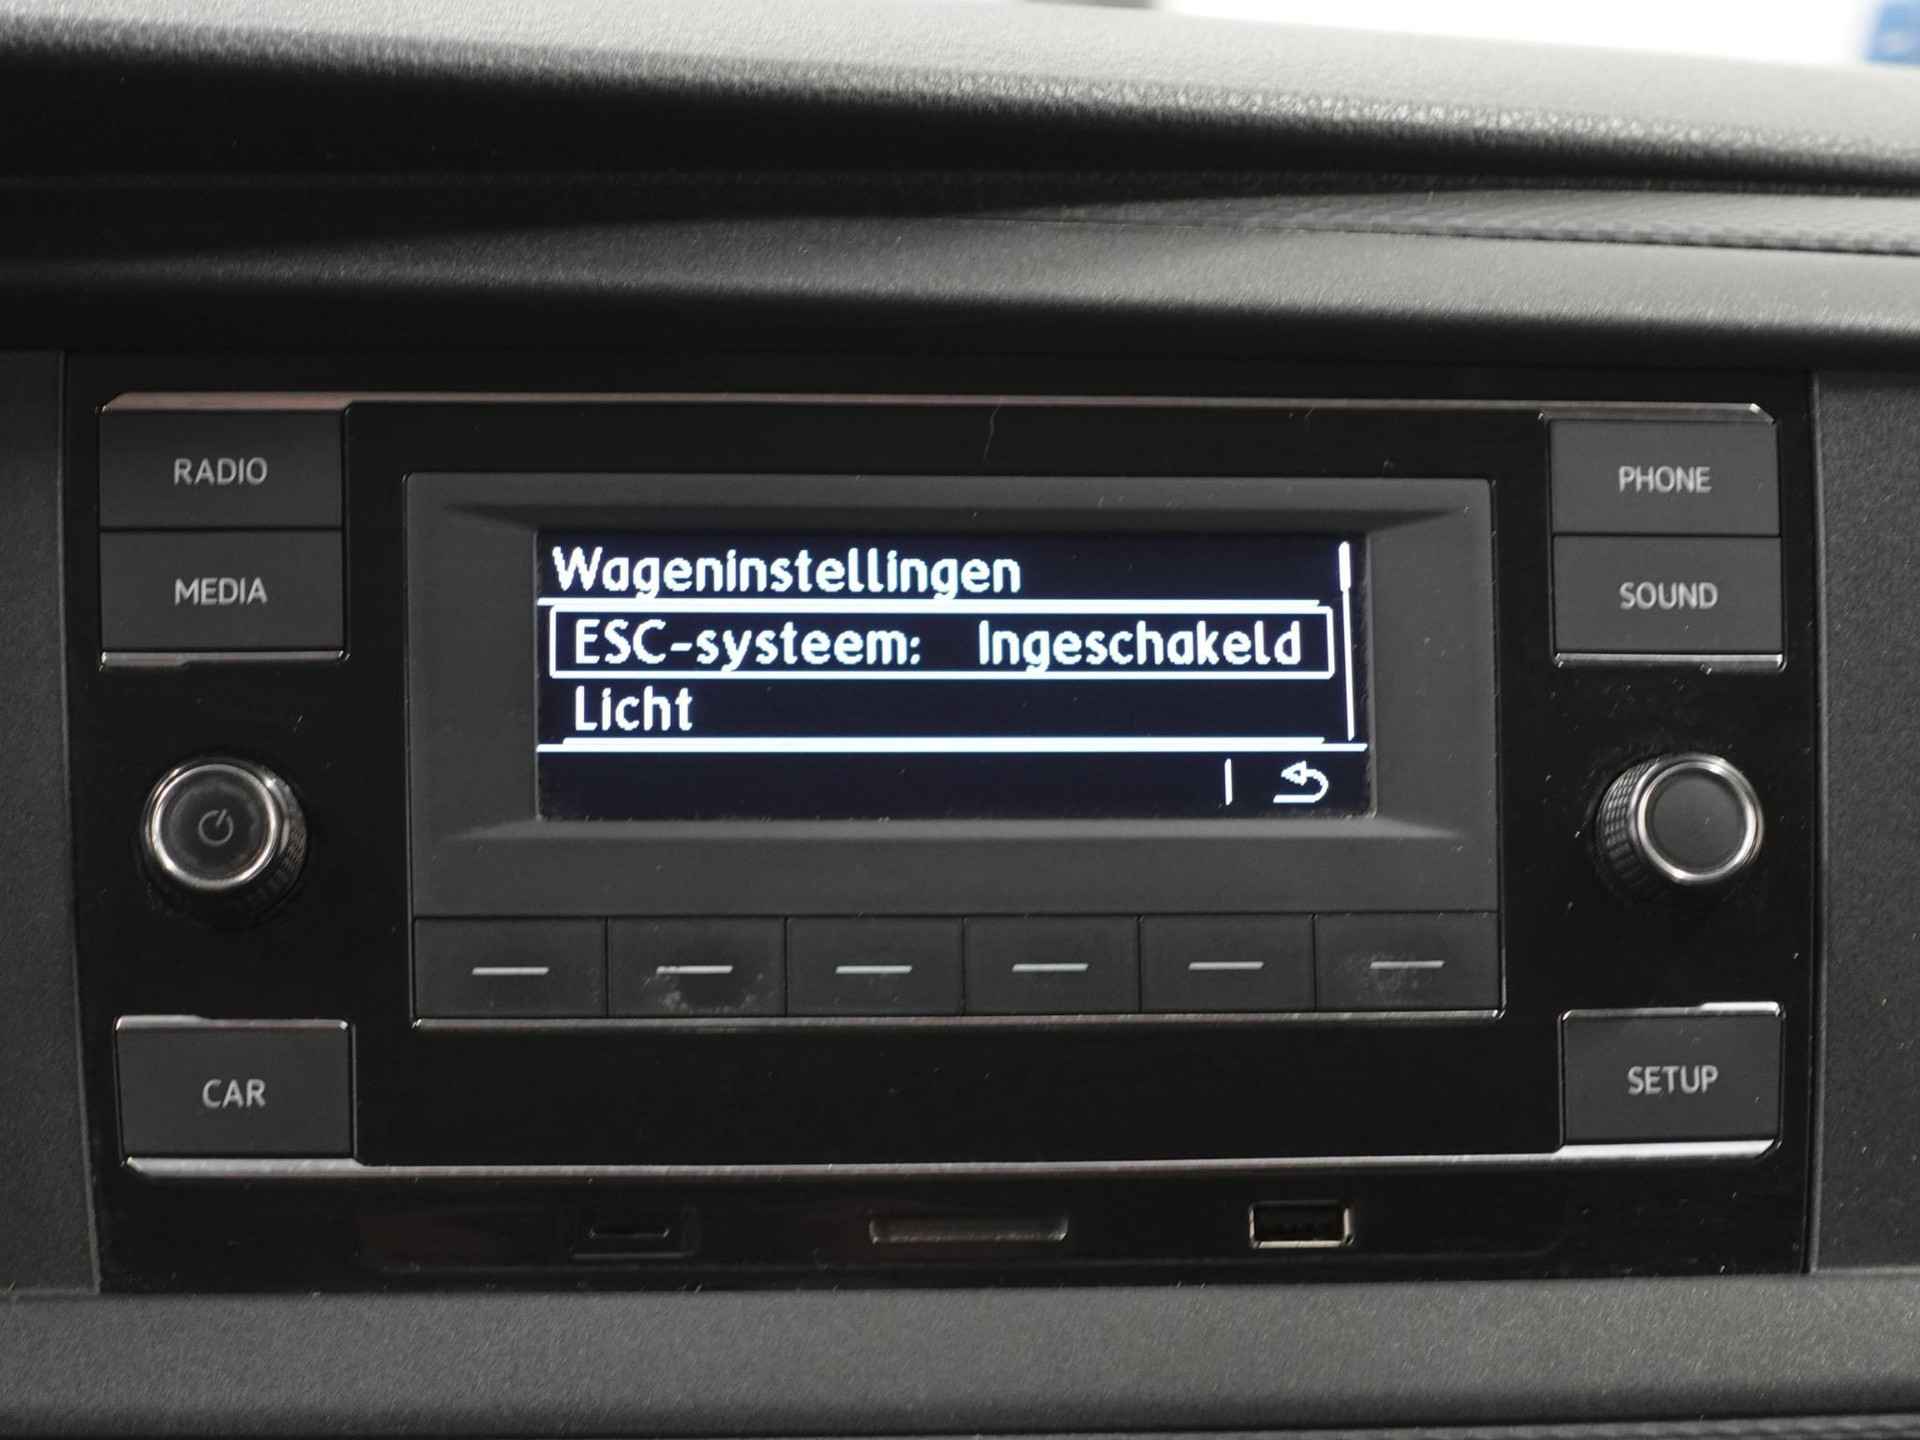 RADIO
PHONE
MEDIA
SOUND
Wageninstellingen
ESC-systeem: Ingeschakeld
Licht
CAR
SETUP